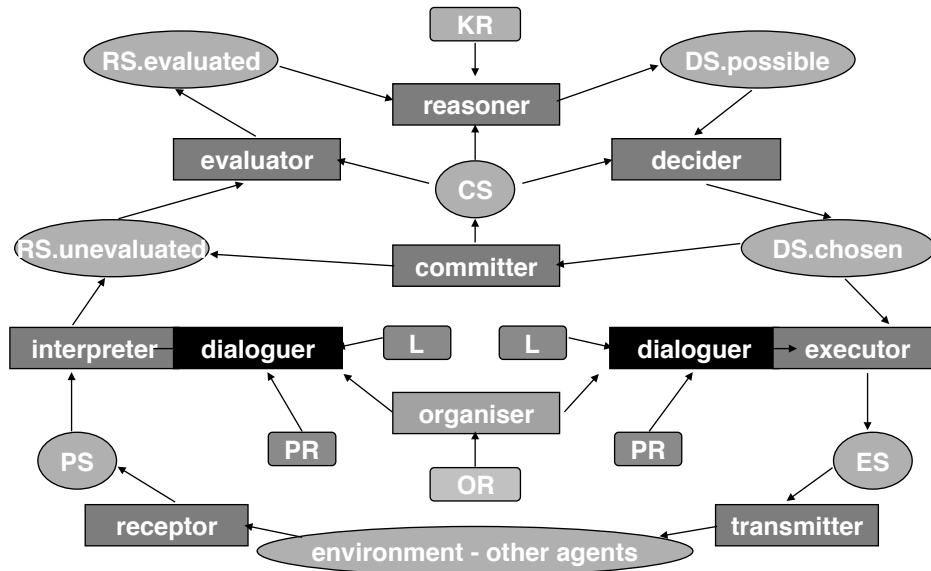 KR
RS.evaluated
DS.possible
reasoner
evaluator
decider
CS
RS.unevaluated
DS.chosen
committer
interpreter
dialoguer
L
L
dialoguer
executor
organiser
PR
PR
PS
ES
OR
receptor
transmitter
environment - other agents